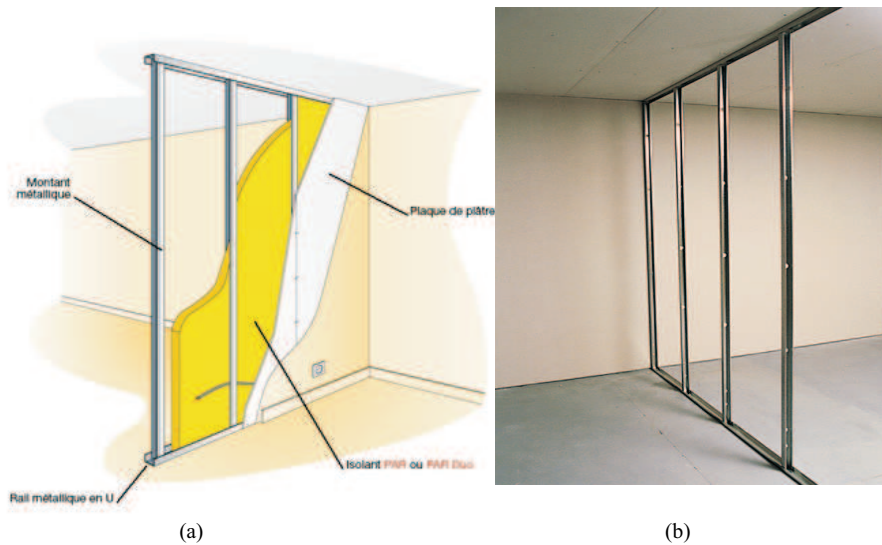 Montant
métallique
Plaque de plâtre
Isolant PAR ou PAR Duo
Rail métallique en U
(a)
(b)